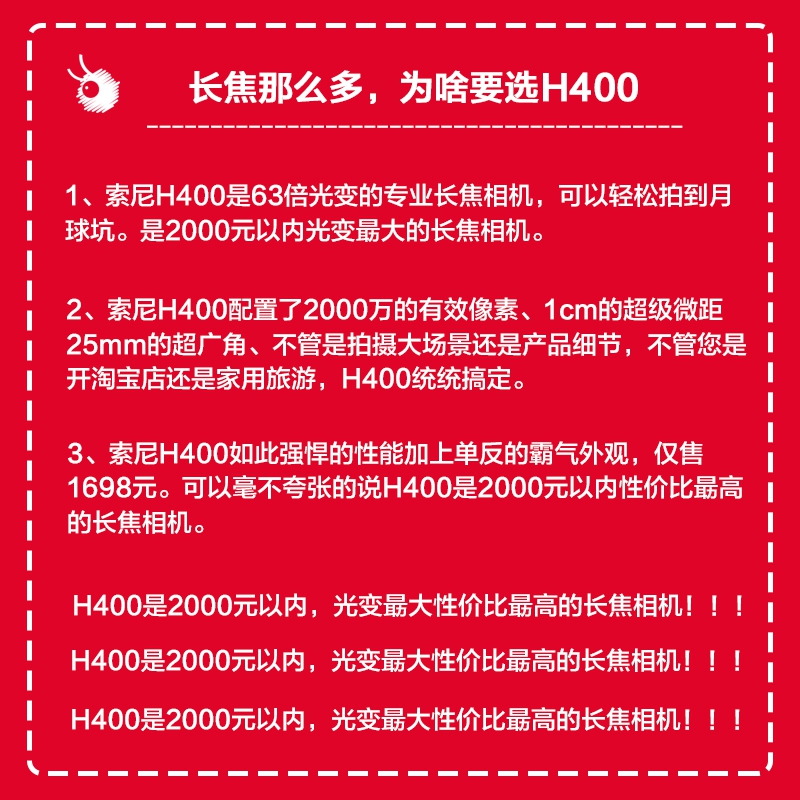 长焦那么多，为啥要选H400
1、索尼H400是63倍光变的专业长焦相机，可以轻松拍到月
球坑。是2000元以内光变最大的长焦相机。
2、索尼H400配置了2000万的有效像素、1cm的超级微距
25mm的超广角、不管是拍摄大场景还是产品细节，不管您是
开淘宝店还是家用旅游，H400统统搞定。
3、索尼H400如此强悍的性能加上单反的霸气外观，仅售
1698元。可以毫不夸张的说H400是2000元以内性价比最高
的长焦相机。
H400是2000元以内，光变最大性价比最高的长焦相机！！！
H400是2000元以内，光变最大性价比最高的长焦相机！！！
H400是2000元以内，光变最大性价比最高的长焦相机！！！